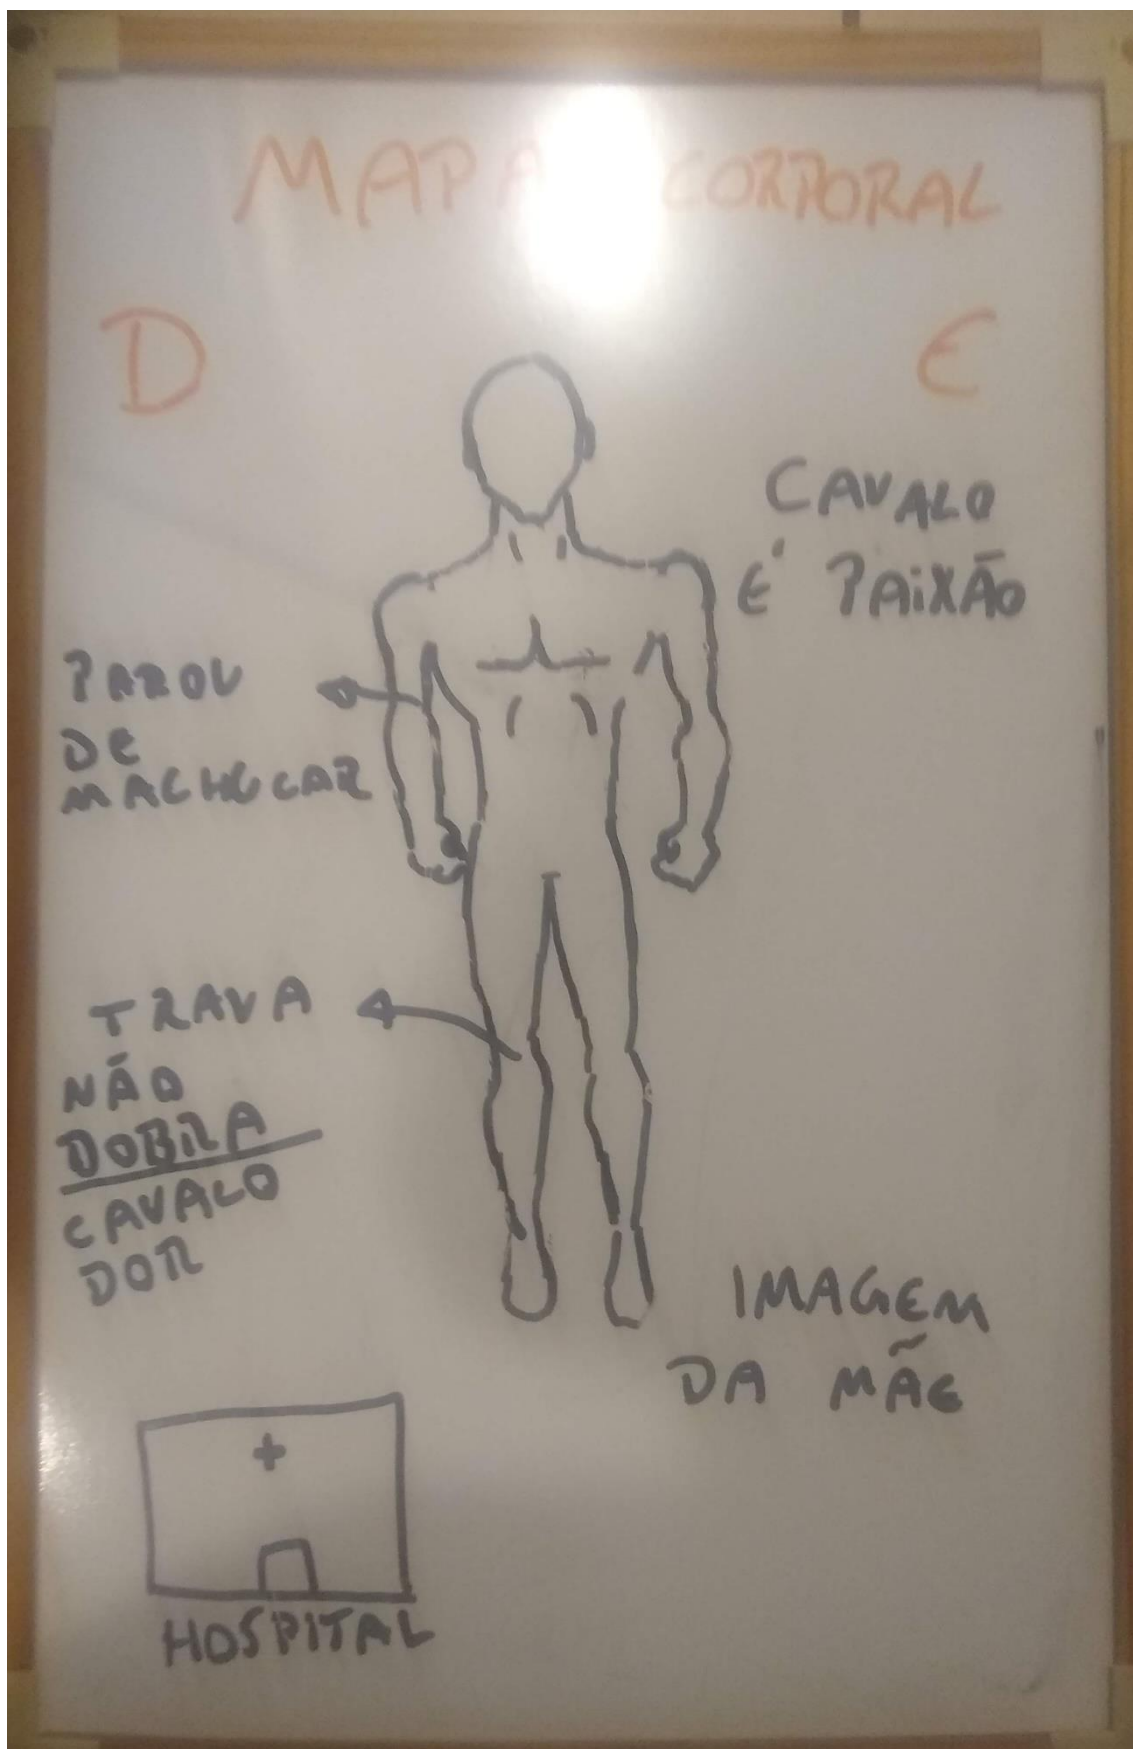 MAPA CORPORAL
D E
CAVALO
É PAIXÃO
PAROU
DE
MACHUCAR
TRAVA
NÃO
DOBRA
CAVALO
DOR
IMAGEM
DA MÃE
HOSPITAL